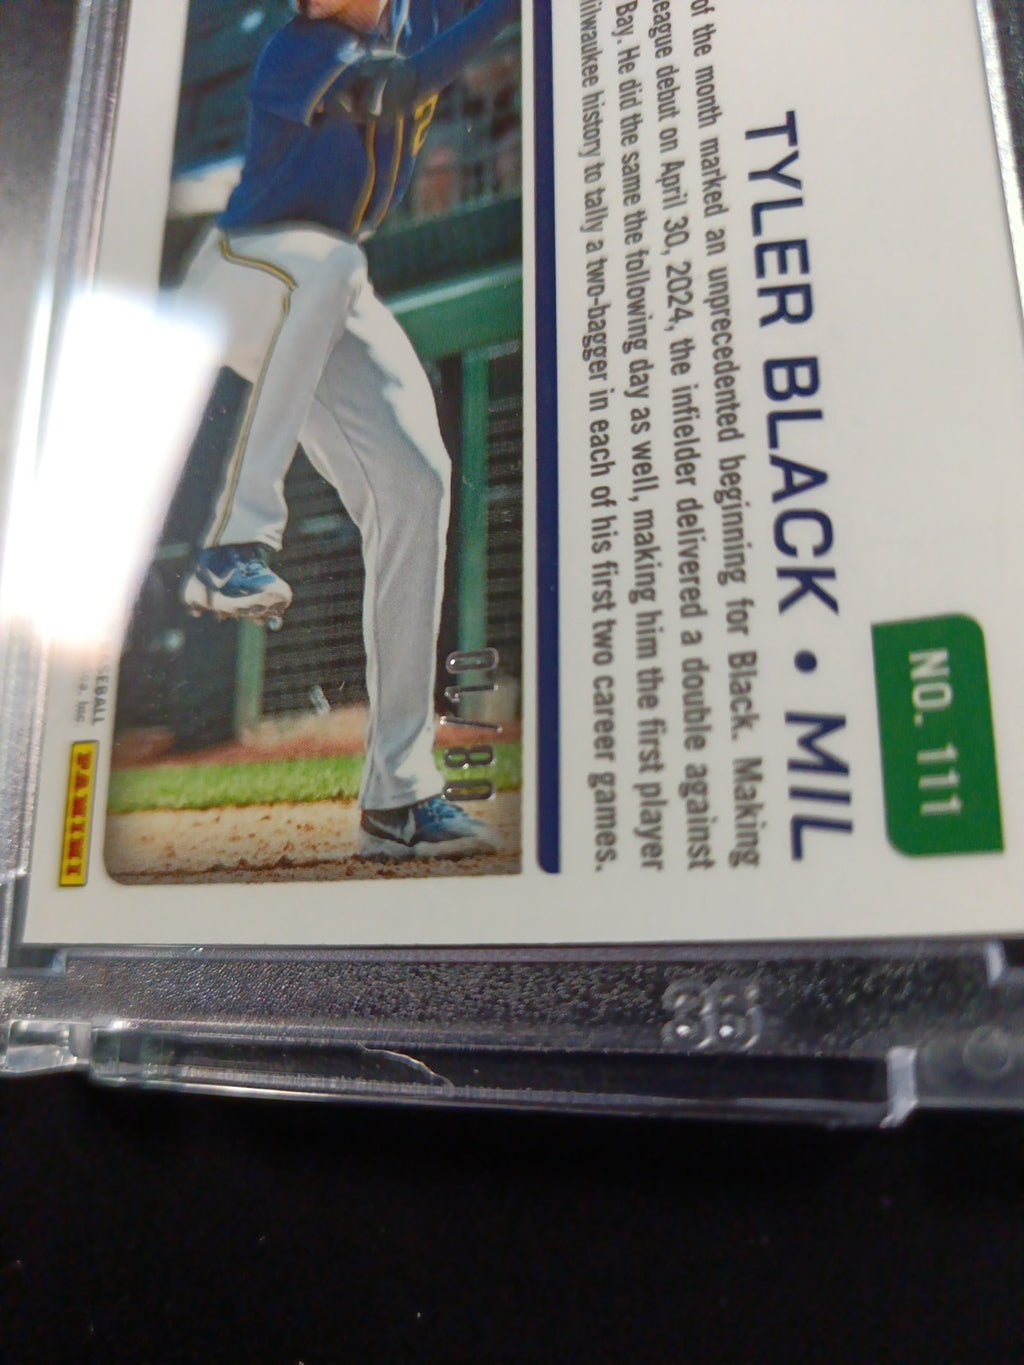 NO. 111
TYLER BLACK • MIL
of the month marked an unprecedented beginning for Black. Making
league debut on April 30, 2024, the infielder delivered a double against
Bay. He did the same the following day as well, making him the first player
Milwaukee history to tally a two-bagger in each of his first two career games.
01/80
SEBALL
Inc
PANINI